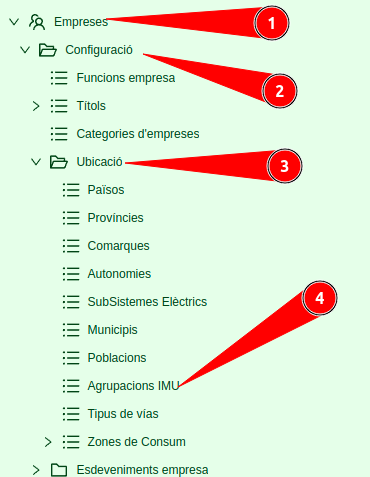 Empreses
1
Configuració
2
Funcions empresa
Títols
Categories d'empreses
Ubicació
3
Països
Províncies
Comarques
Autonomies
SubSistemes Elèctrics
4
Municipis
Poblacions
Agrupacions IMU
Tipus de vías
Zones de Consum
Esdeveniments empresa